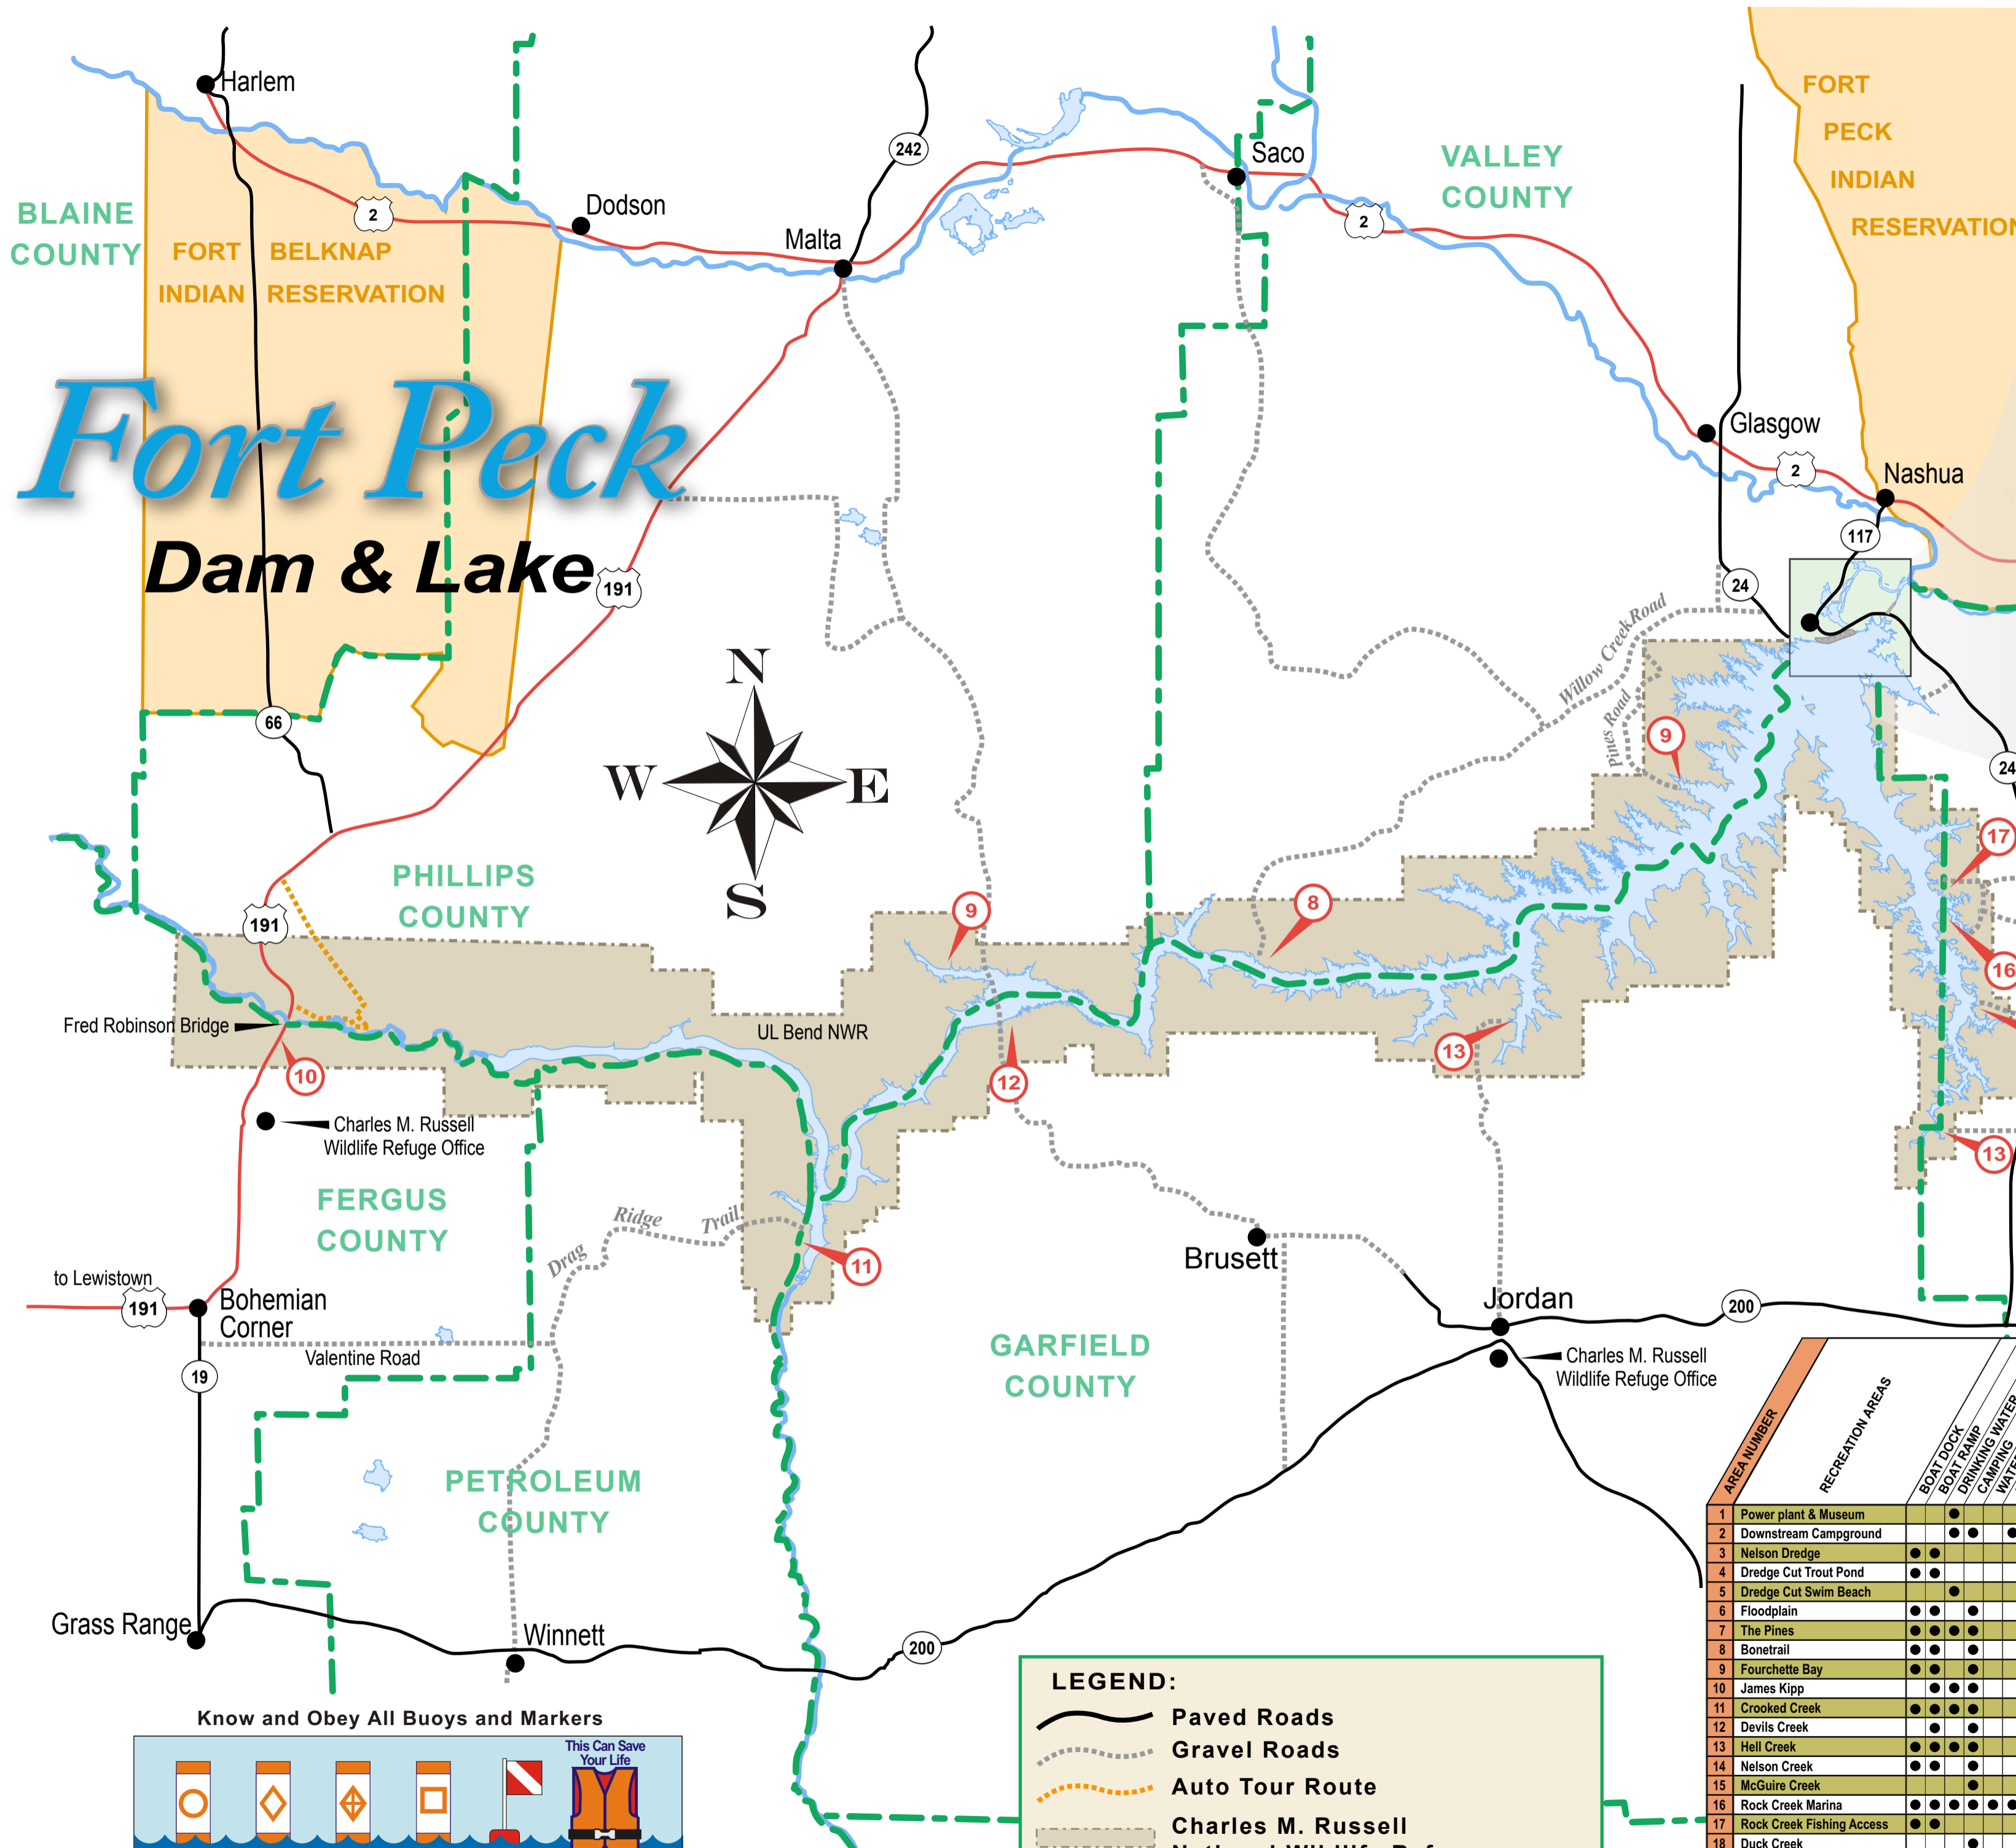 Harlem
242
Saco
VALLEY
COUNTY
FORT
PECK
INDIAN
RESERVATION
BLAINE
COUNTY
2
Dodson
Malta
2
FORT BELKNAP
INDIAN RESERVATION
Fort Peck
Dam & Lake
191
Glasgow
2
Nashua
117
24
Willow Creek Road
Pines Road
N
W
E
S
66
9
24
17
PHILLIPS
COUNTY
191
9
8
16
Fred Robinson Bridge
UL Bend NWR
10
12
13
13
Charles M. Russell
Wildlife Refuge Office
FERGUS
COUNTY
Drag Ridge Trail
11
Brusett
to Lewistown
191
Bohemian
Corner
Valentine Road
19
Jordan
200
GARFIELD
COUNTY
Charles M. Russell
Wildlife Refuge Office
PETROLEUM
COUNTY
Grass Range
Winnett
200
AREA NUMBER
RECREATION AREAS
BOAT DOCK
BOAT RAMP
DRINKING WATER
CAMPING
1 Power plant & Museum
2 Downstream Campground
3 Nelson Dredge
4 Dredge Cut Trout Pond
5 Dredge Cut Swim Beach
6 Floodplain
7 The Pines
8 Bonetrail
9 Fourchette Bay
10 James Kipp
11 Crooked Creek
12 Devils Creek
13 Hell Creek
14 Nelson Creek
15 McGuire Creek
16 Rock Creek Marina
17 Rock Creek Fishing Access
18 Duck Creek
LEGEND:
Paved Roads
Gravel Roads
Auto Tour Route
Charles M. Russell
Know and Obey All Buoys and Markers
This Can Save
Your Life